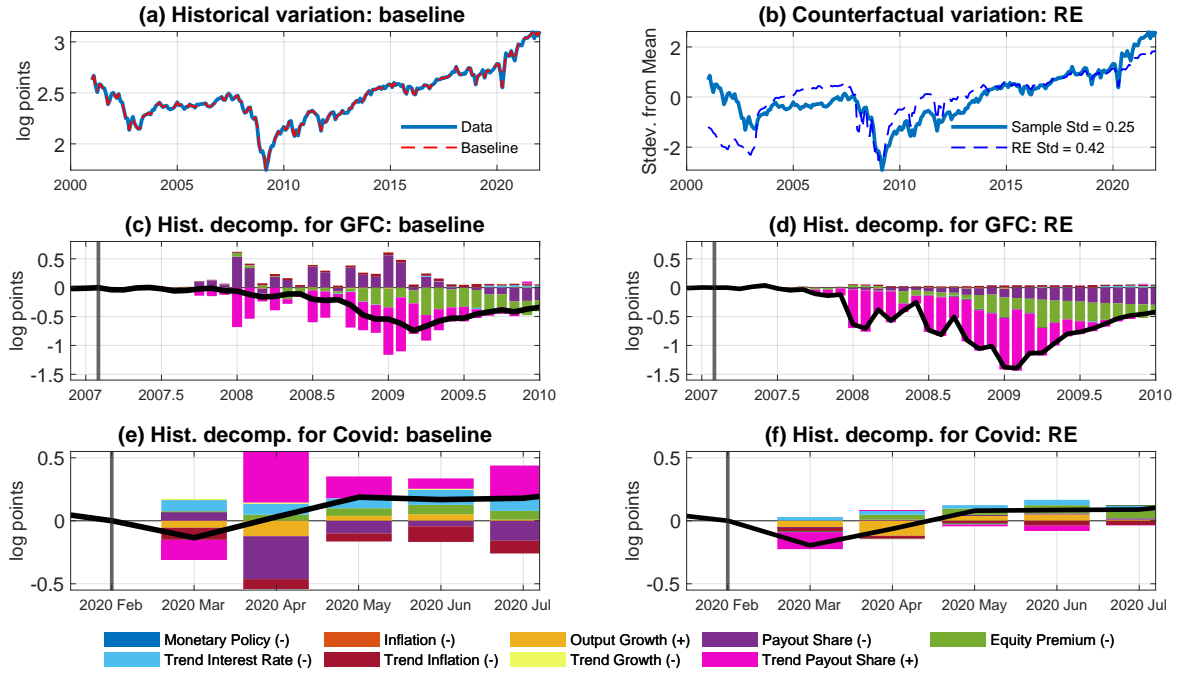 (a) Historical variation: baseline
log points
3
2.5
2
2000 2005 2010 2015 2020
Data
Baseline
(b) Counterfactual variation: RE
Stdev. from Mean
2
0
-2
2000 2005 2010 2015 2020
Sample Std = 0.25
RE Std = 0.42
(c) Hist. decomp. for GFC: baseline
log points
0.5
0
-0.5
-1
-1.5
2007 2007.5 2008 2008.5 2009 2009.5 2010
(d) Hist. decomp. for GFC: RE
log points
0.5
0
-0.5
-1
-1.5
2007 2007.5 2008 2008.5 2009 2009.5 2010
(e) Hist. decomp. for Covid: baseline
log points
0.5
0
-0.5
2020 Feb 2020 Mar 2020 Apr 2020 May 2020 Jun 2020 Jul
(f) Hist. decomp. for Covid: RE
log points
0.5
0
-0.5
2020 Feb 2020 Mar 2020 Apr 2020 May 2020 Jun 2020 Jul
Monetary Policy (-) Inflation (-) Output Growth (+) Payout Share (-) Equity Premium (-)
Trend Interest Rate (-) Trend Inflation (-) Trend Growth (-) Trend Payout Share (+)